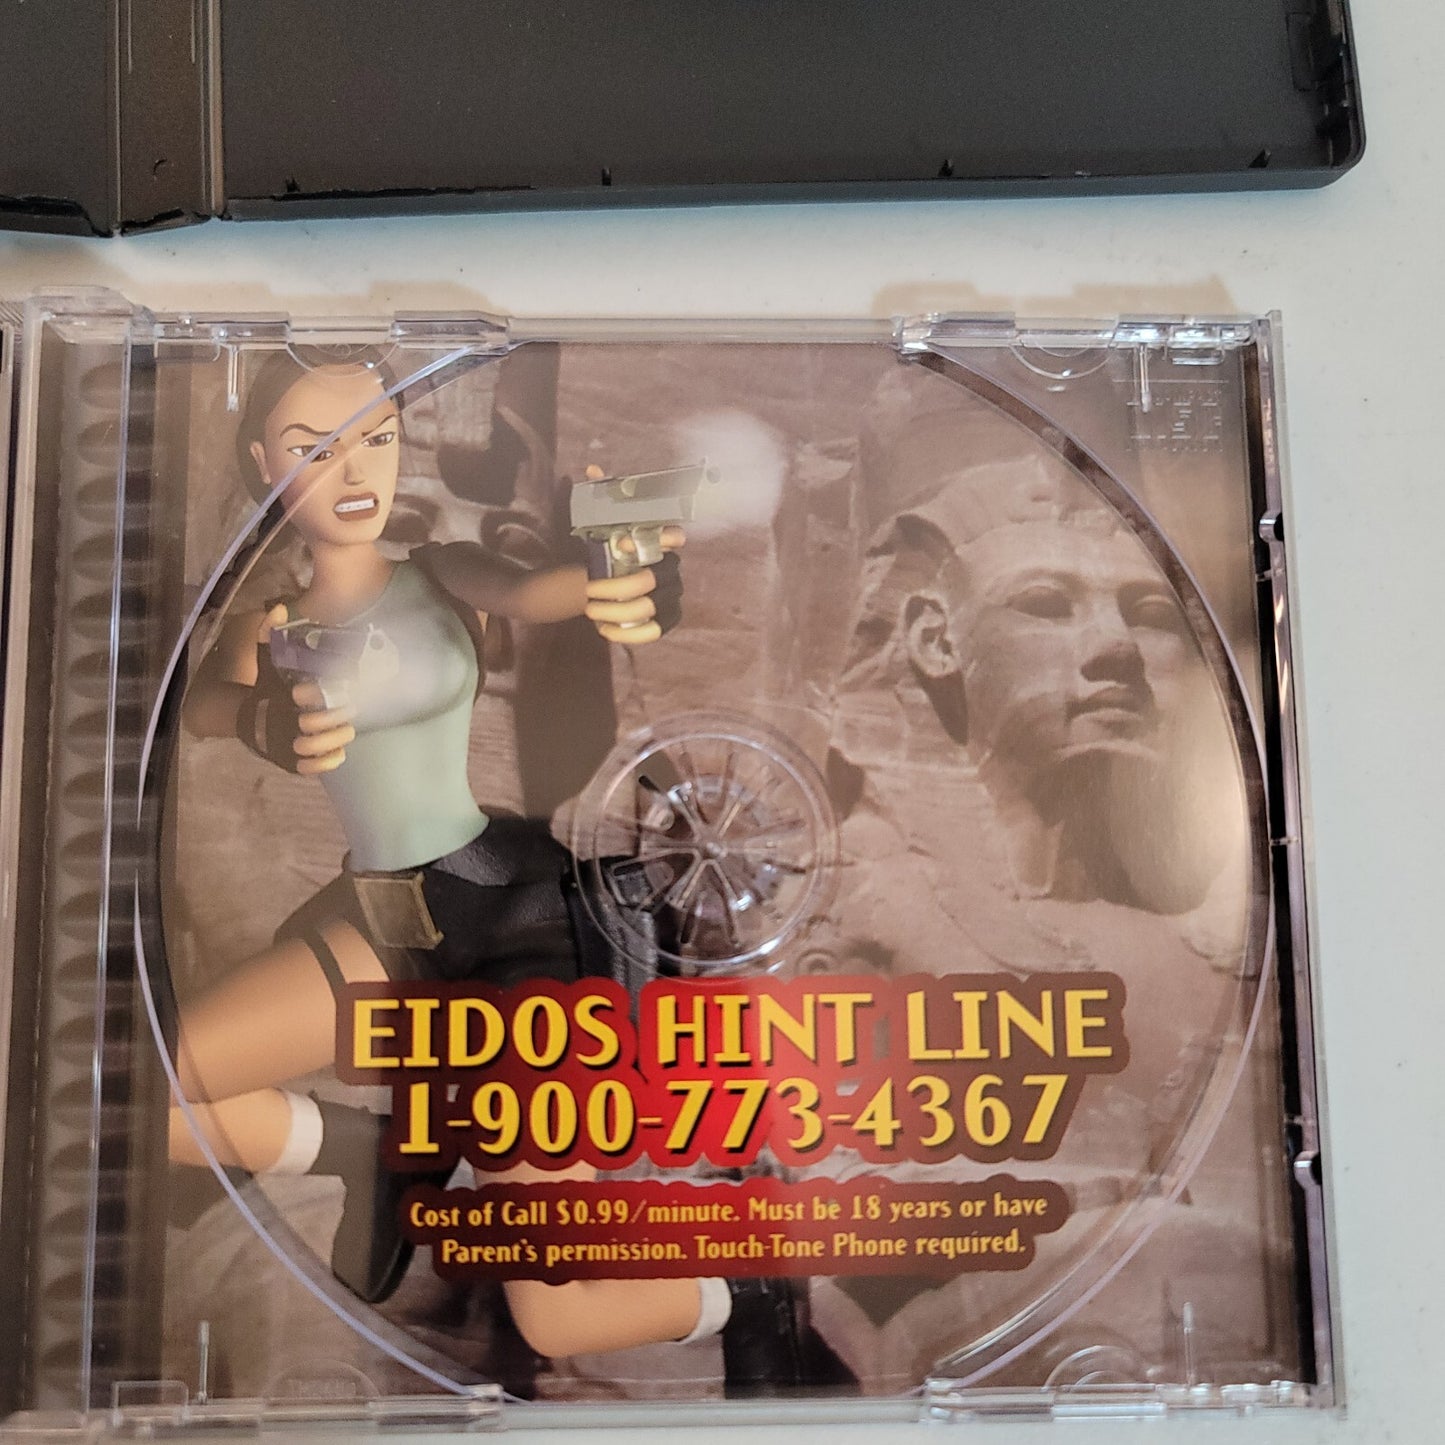 EIDOS HINT LINE
1-900-773-4367
Cost of Call $0.99/minute. Must be 18 years or have
Parent's permission. Touch-Tone Phone required.